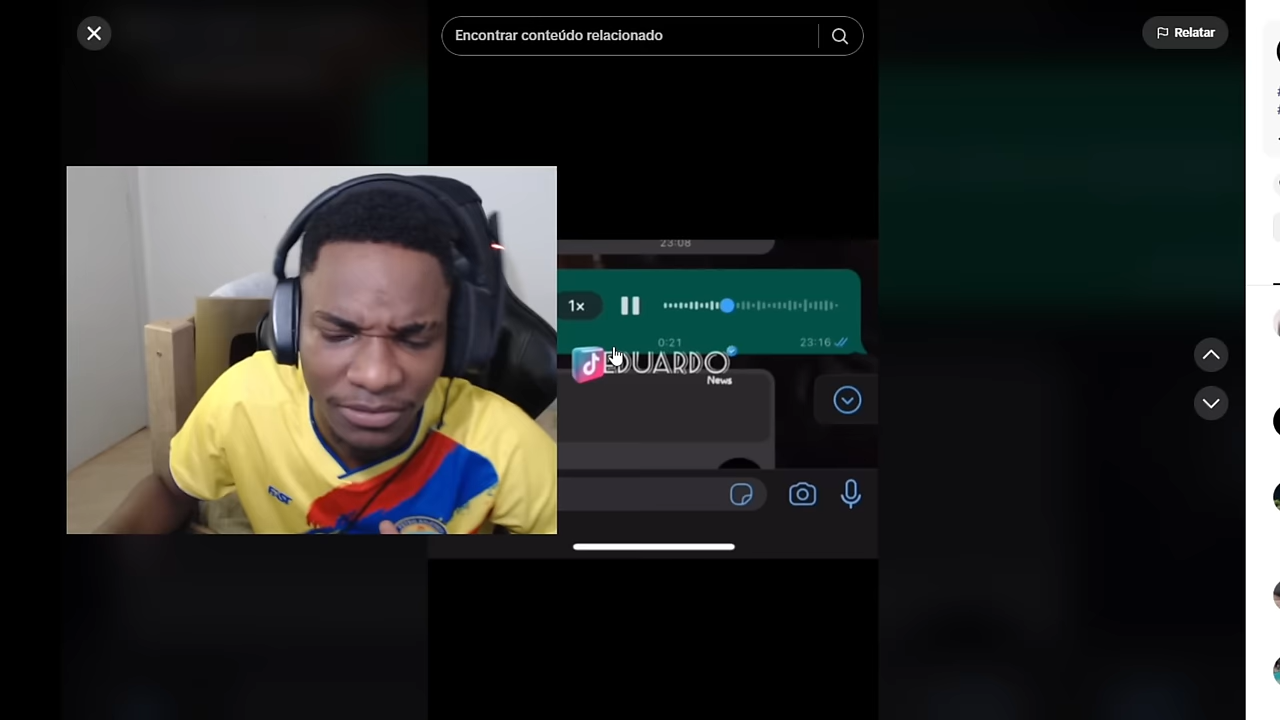 Encontrar conteúdo relacionado
Relatar
23:08
1x
0:21
23:16
EDUARDO
News